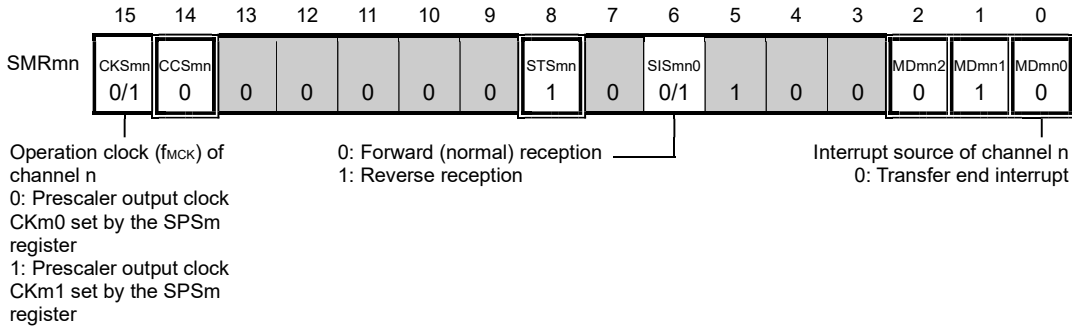 15 14 13 12 11 10 9 8 7 6 5 4 3 2 1 0
SMRmn CKSmn CCSmn STSmn SISmn0 MDmn2 MDmn1 MDmn0
0/1 0 0 0 0 0 0 1 0 0/1 1 0 0 0 1 0
Operation clock (fMCK) of
channel n
0: Prescaler output clock
CKm0 set by the SPSm
register
1: Prescaler output clock
CKm1 set by the SPSm
register
0: Forward (normal) reception
1: Reverse reception
Interrupt source of channel n
0: Transfer end interrupt